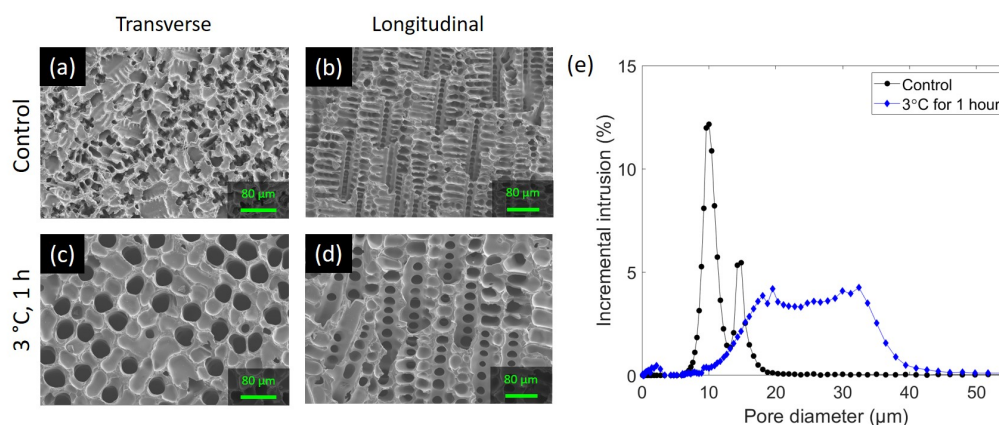 Transverse
Longitudinal
Control
(a)
80 µm
(b)
80 µm
3 °C, 1 h
(c)
80 µm
(d)
80 µm
(e)
Incremental intrusion (%)
15
10
5
0
Control
3°C for 1 hour
0 10 20 30 40 50
Pore diameter (µm)